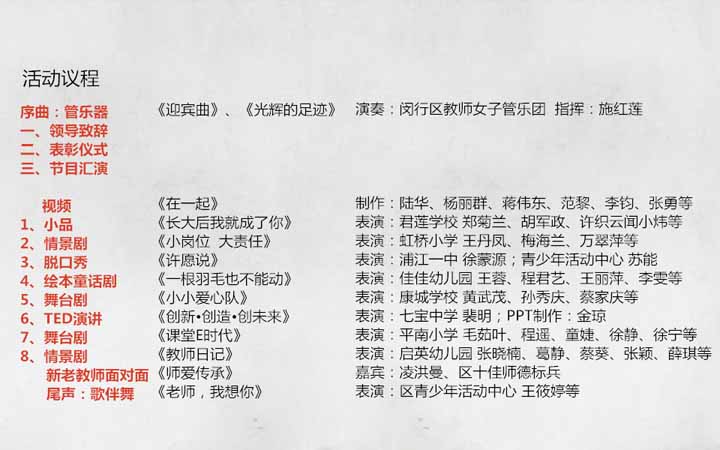 活动议程
序曲：管乐器 《迎宾曲》、《光辉的足迹》 演奏：闵行区教师女子管乐团 指挥：施红莲
一、领导致辞
二、表彰仪式
三、节目汇演
视频 《在一起》 制作：陆华、杨丽群、蒋伟东、范黎、李钧、张勇等
1、小品 《长大后我就成了你》 表演：君莲学校 郑菊兰、胡军政、许织云闻小炜等
2、情景剧 《小岗位 大责任》 表演：虹桥小学 王丹凤、梅海兰、万翠萍等
3、脱口秀 《许愿说》 表演：浦江一中 徐蒙源；青少年活动中心 苏能
4、绘本童话剧 《一根羽毛也不能动》 表演：佳佳幼儿园 王蓉、程君艺、王丽萍、李雯等
5、舞台剧 《小小爱心队》 表演：康城学校 黄武茂、孙秀庆、蔡家庆等
6、TED演讲 《创新•创造•创未来》 表演：七宝中学 裴明；PPT制作：金琼
7、舞台剧 《课堂E时代》 表演：平南小学 毛茹叶、程遥、童婕、徐静、徐宁等
8、情景剧 《教师日记》 表演：启英幼儿园 张晓楠、葛静、蔡葵、张颖、薛琪等
新老教师面对面 《师爱传承》 嘉宾：凌洪曼、区十佳师德标兵
尾声：歌伴舞 《老师，我想你》 表演：区青少年活动中心 王筱婷等